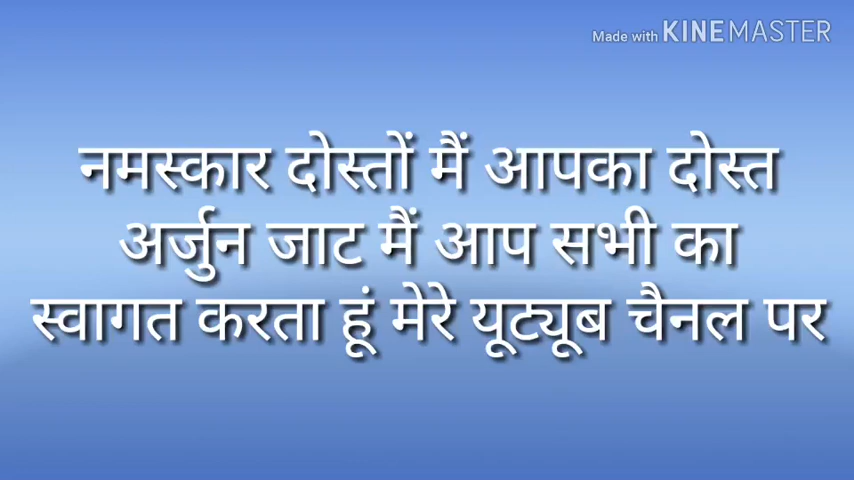 Made with KINEMASTER
नमस्कार दोस्तों मैं आपका दोस्त
अर्जुन जाट मैं आप सभी का
स्वागत करता हूं मेरे यूट्यूब चैनल पर